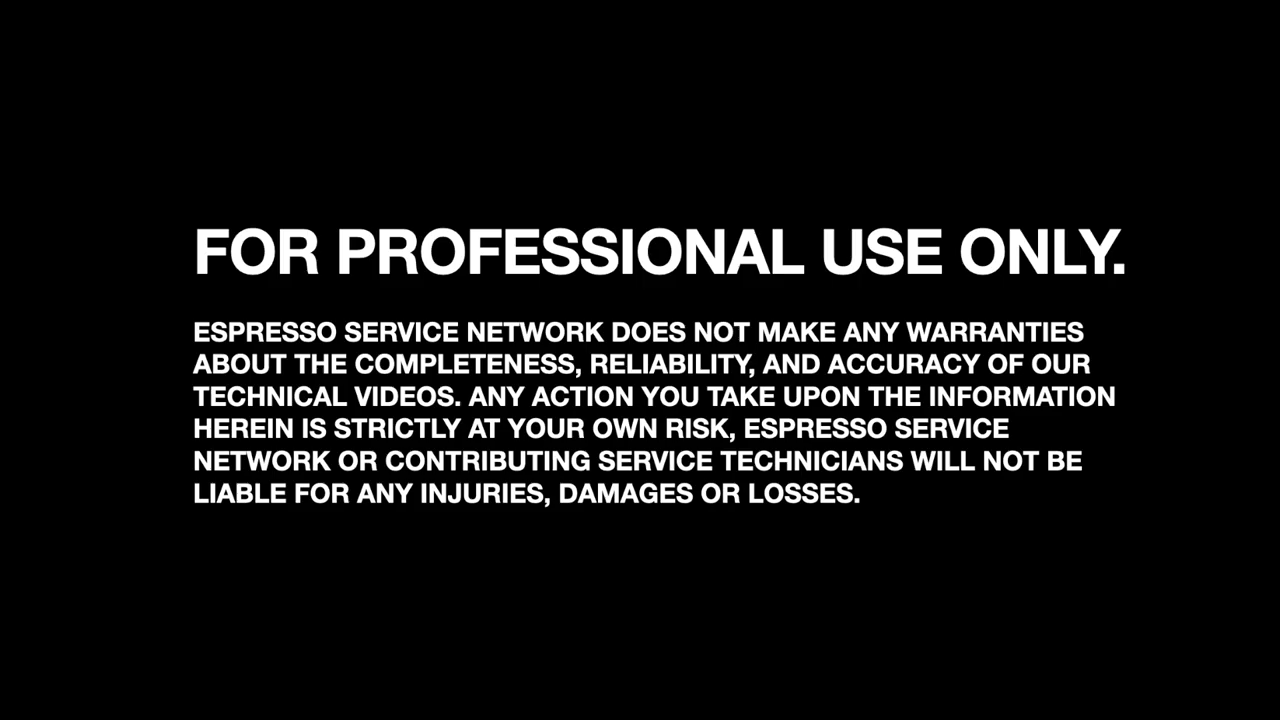 FOR PROFESSIONAL USE ONLY.
ESPRESSO SERVICE NETWORK DOES NOT MAKE ANY WARRANTIES
ABOUT THE COMPLETENESS, RELIABILITY, AND ACCURACY OF OUR
TECHNICAL VIDEOS. ANY ACTION YOU TAKE UPON THE INFORMATION
HEREIN IS STRICTLY AT YOUR OWN RISK, ESPRESSO SERVICE
NETWORK OR CONTRIBUTING SERVICE TECHNICIANS WILL NOT BE
LIABLE FOR ANY INJURIES, DAMAGES OR LOSSES.